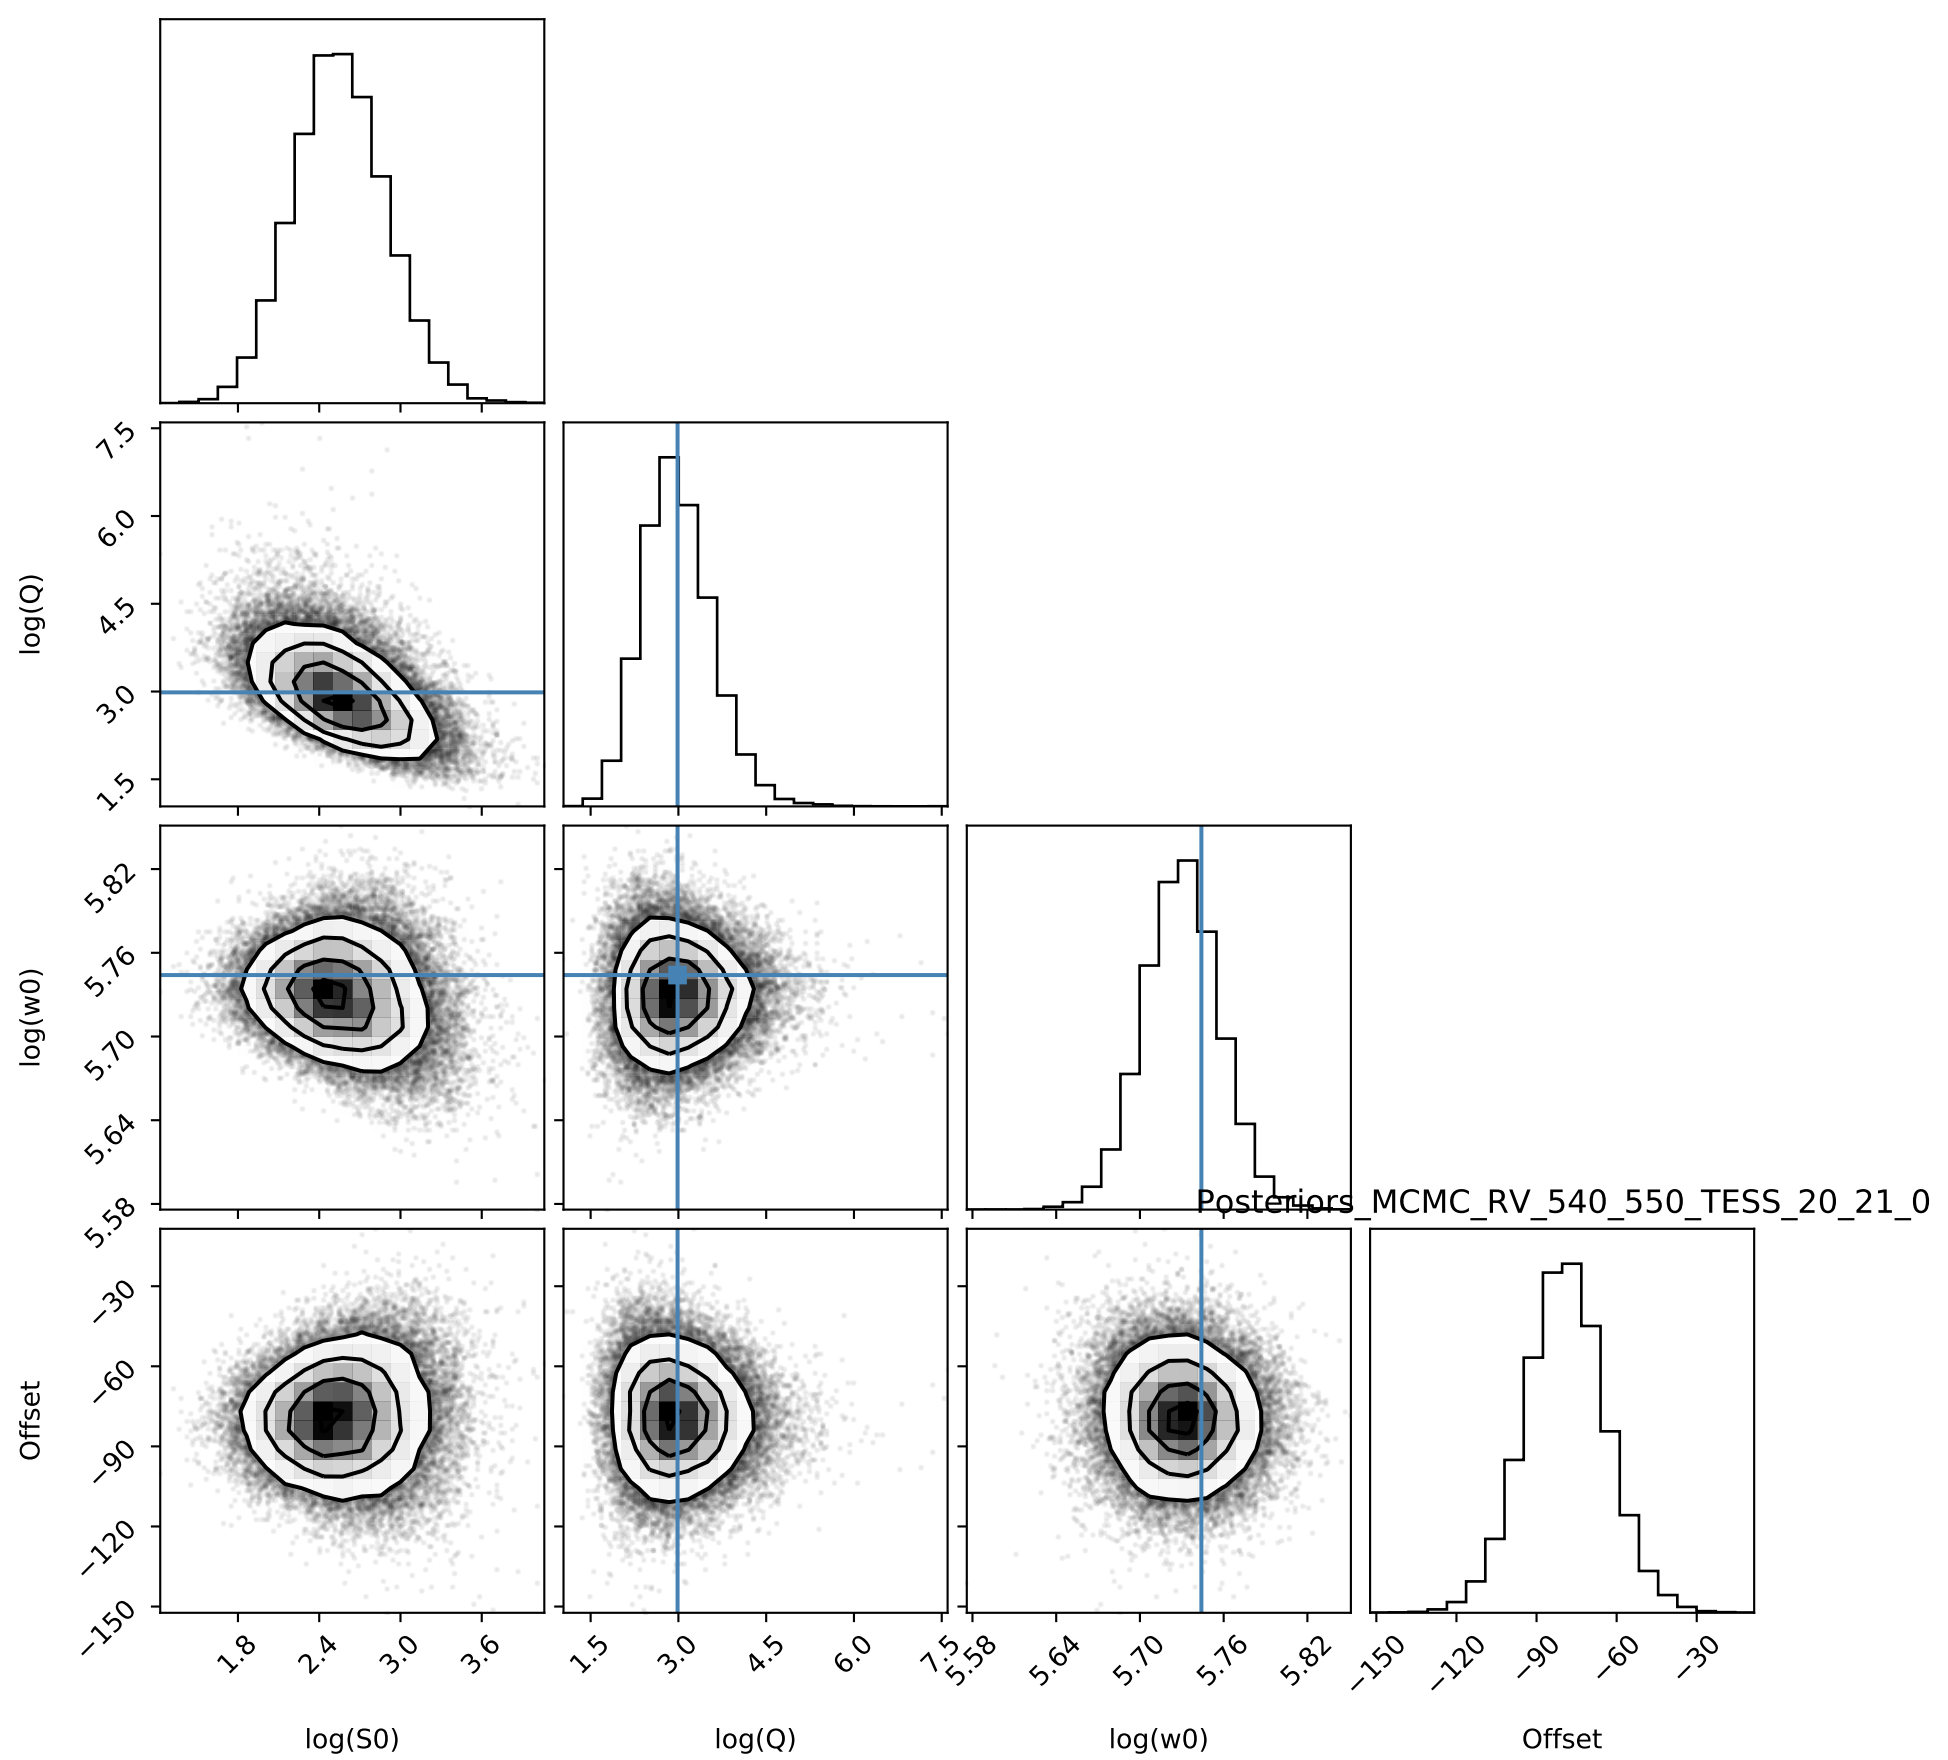 7.5
6.0
4.5
3.0
1.5
log(Q)
5.82
5.76
5.70
5.64
5.58
log(w0)
Posteriors_MCMC_RV_540_550_TESS_20_21_0
−30
−60
−90
−120
−150
Offset
1.8 2.4 3.0 3.6
1.5 3.0 4.5 6.0 7.5
5.58 5.64 5.70 5.76 5.82
−150 −120 −90 −60 −30
log(S0) log(Q) log(w0) Offset